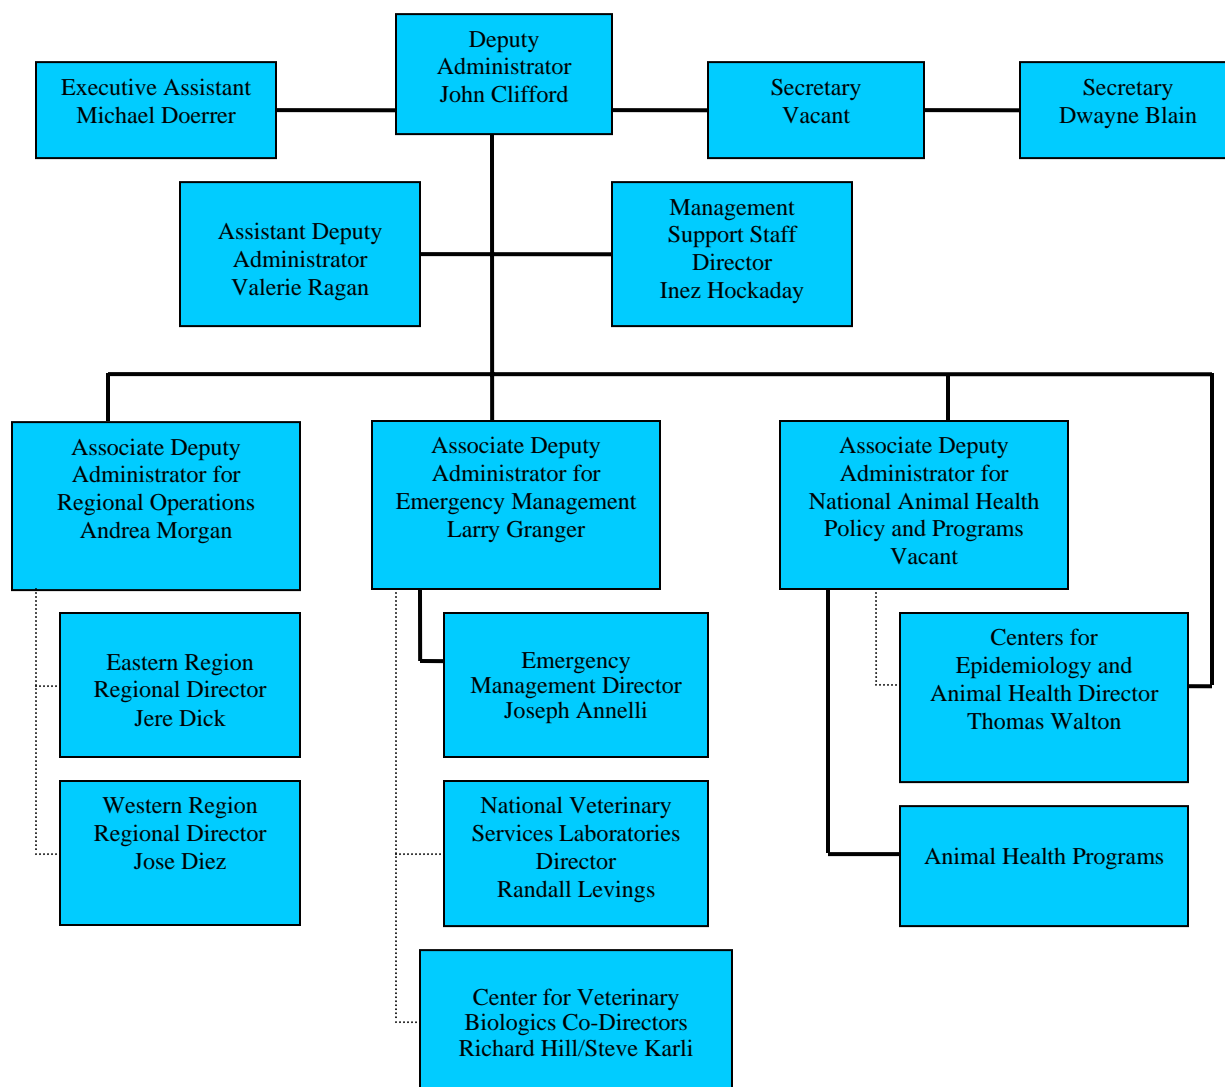 Deputy
Administrator
John Clifford
Executive Assistant
Michael Doerrer
Secretary
Vacant
Secretary
Dwayne Blain
Assistant Deputy
Administrator
Valerie Ragan
Management
Support Staff
Director
Inez Hockaday
Associate Deputy
Administrator for
Regional Operations
Andrea Morgan
Associate Deputy
Administrator for
Emergency Management
Larry Granger
Associate Deputy
Administrator for
National Animal Health
Policy and Programs
Vacant
Eastern Region
Regional Director
Jere Dick
Emergency
Management Director
Joseph Annelli
Centers for
Epidemiology and
Animal Health Director
Thomas Walton
Western Region
Regional Director
Jose Diez
National Veterinary
Services Laboratories
Director
Randall Levings
Animal Health Programs
Center for Veterinary
Biologics Co-Directors
Richard Hill/Steve Karli